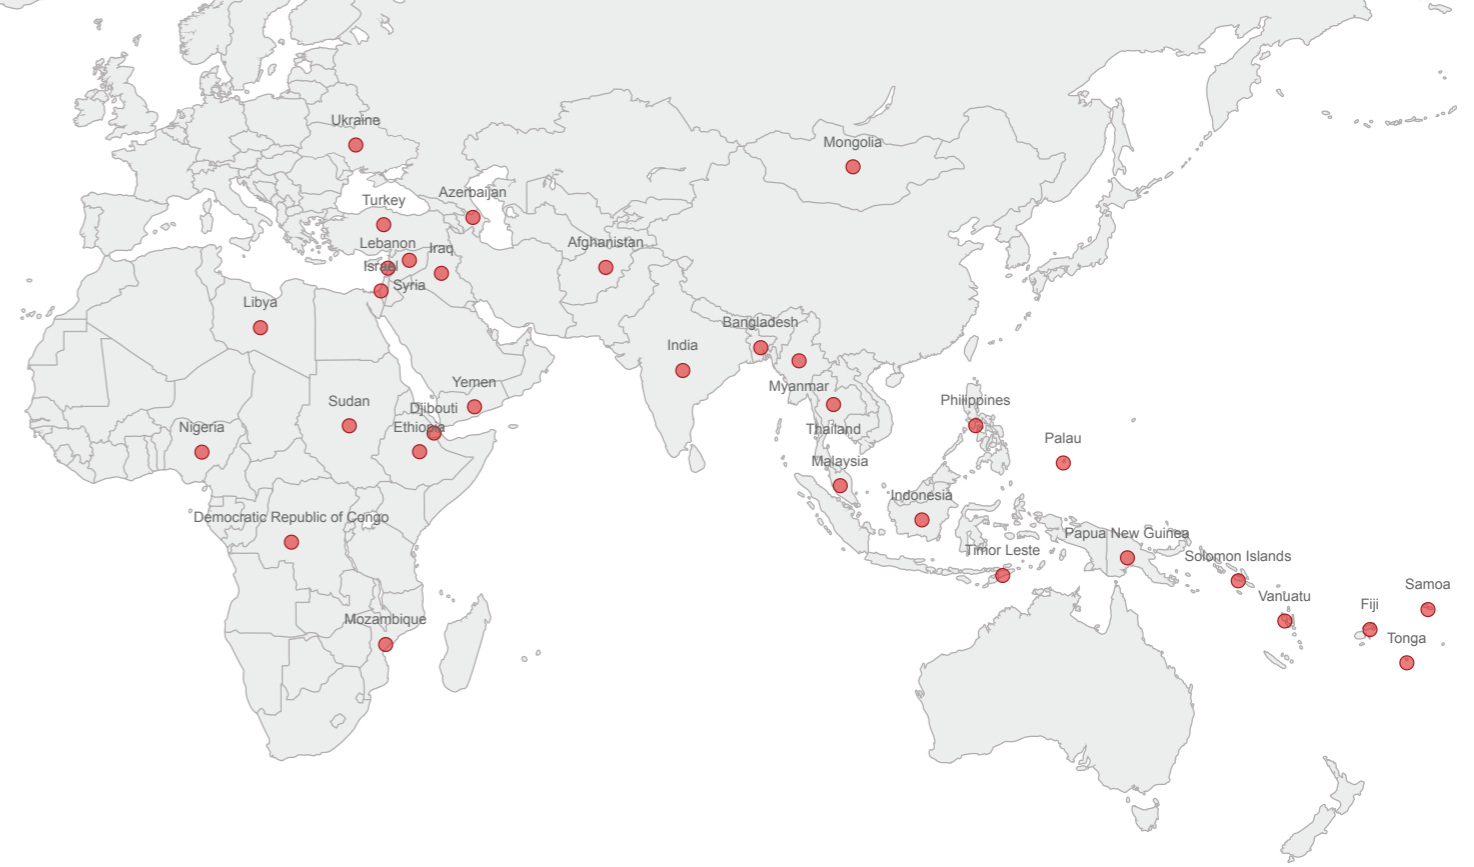 Ukraine
Mongolia
Azerbaijan
Turkey
Lebanon
Iraq
Afghanistan
Israel
Syria
Libya
Bangladesh
India
Yemen
Myanmar
Sudan
Djibouti
Philippines
Nigeria
Ethiopia
Thailand
Palau
Malaysia
Indonesia
Democratic Republic of Congo
Papua New Guinea
Timor Leste
Solomon Islands
Samoa
Vanuatu
Fiji
Mozambique
Tonga